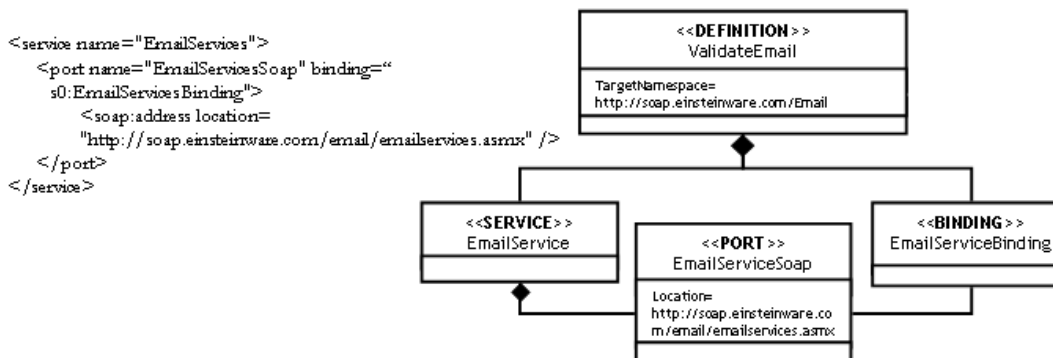 <service name="EmailServices">
<port name="EmailServicesSoap" binding=“
s0:EmailServicesBinding">
<soap:address location=
"http://soap.einsteinware.com/email/emailservices.asmx" />
</port>
</service>
<<DEFINITION>>
ValidateEmail
TargetNamespace=
http://soap.einsteinware.com/Email
<<SERVICE>>
EmailService
<<PORT>>
EmailServiceSoap
Location=
http://soap.einsteinware.co
m/email/emailservices.asmx
<<BINDING>>
EmailServiceBinding